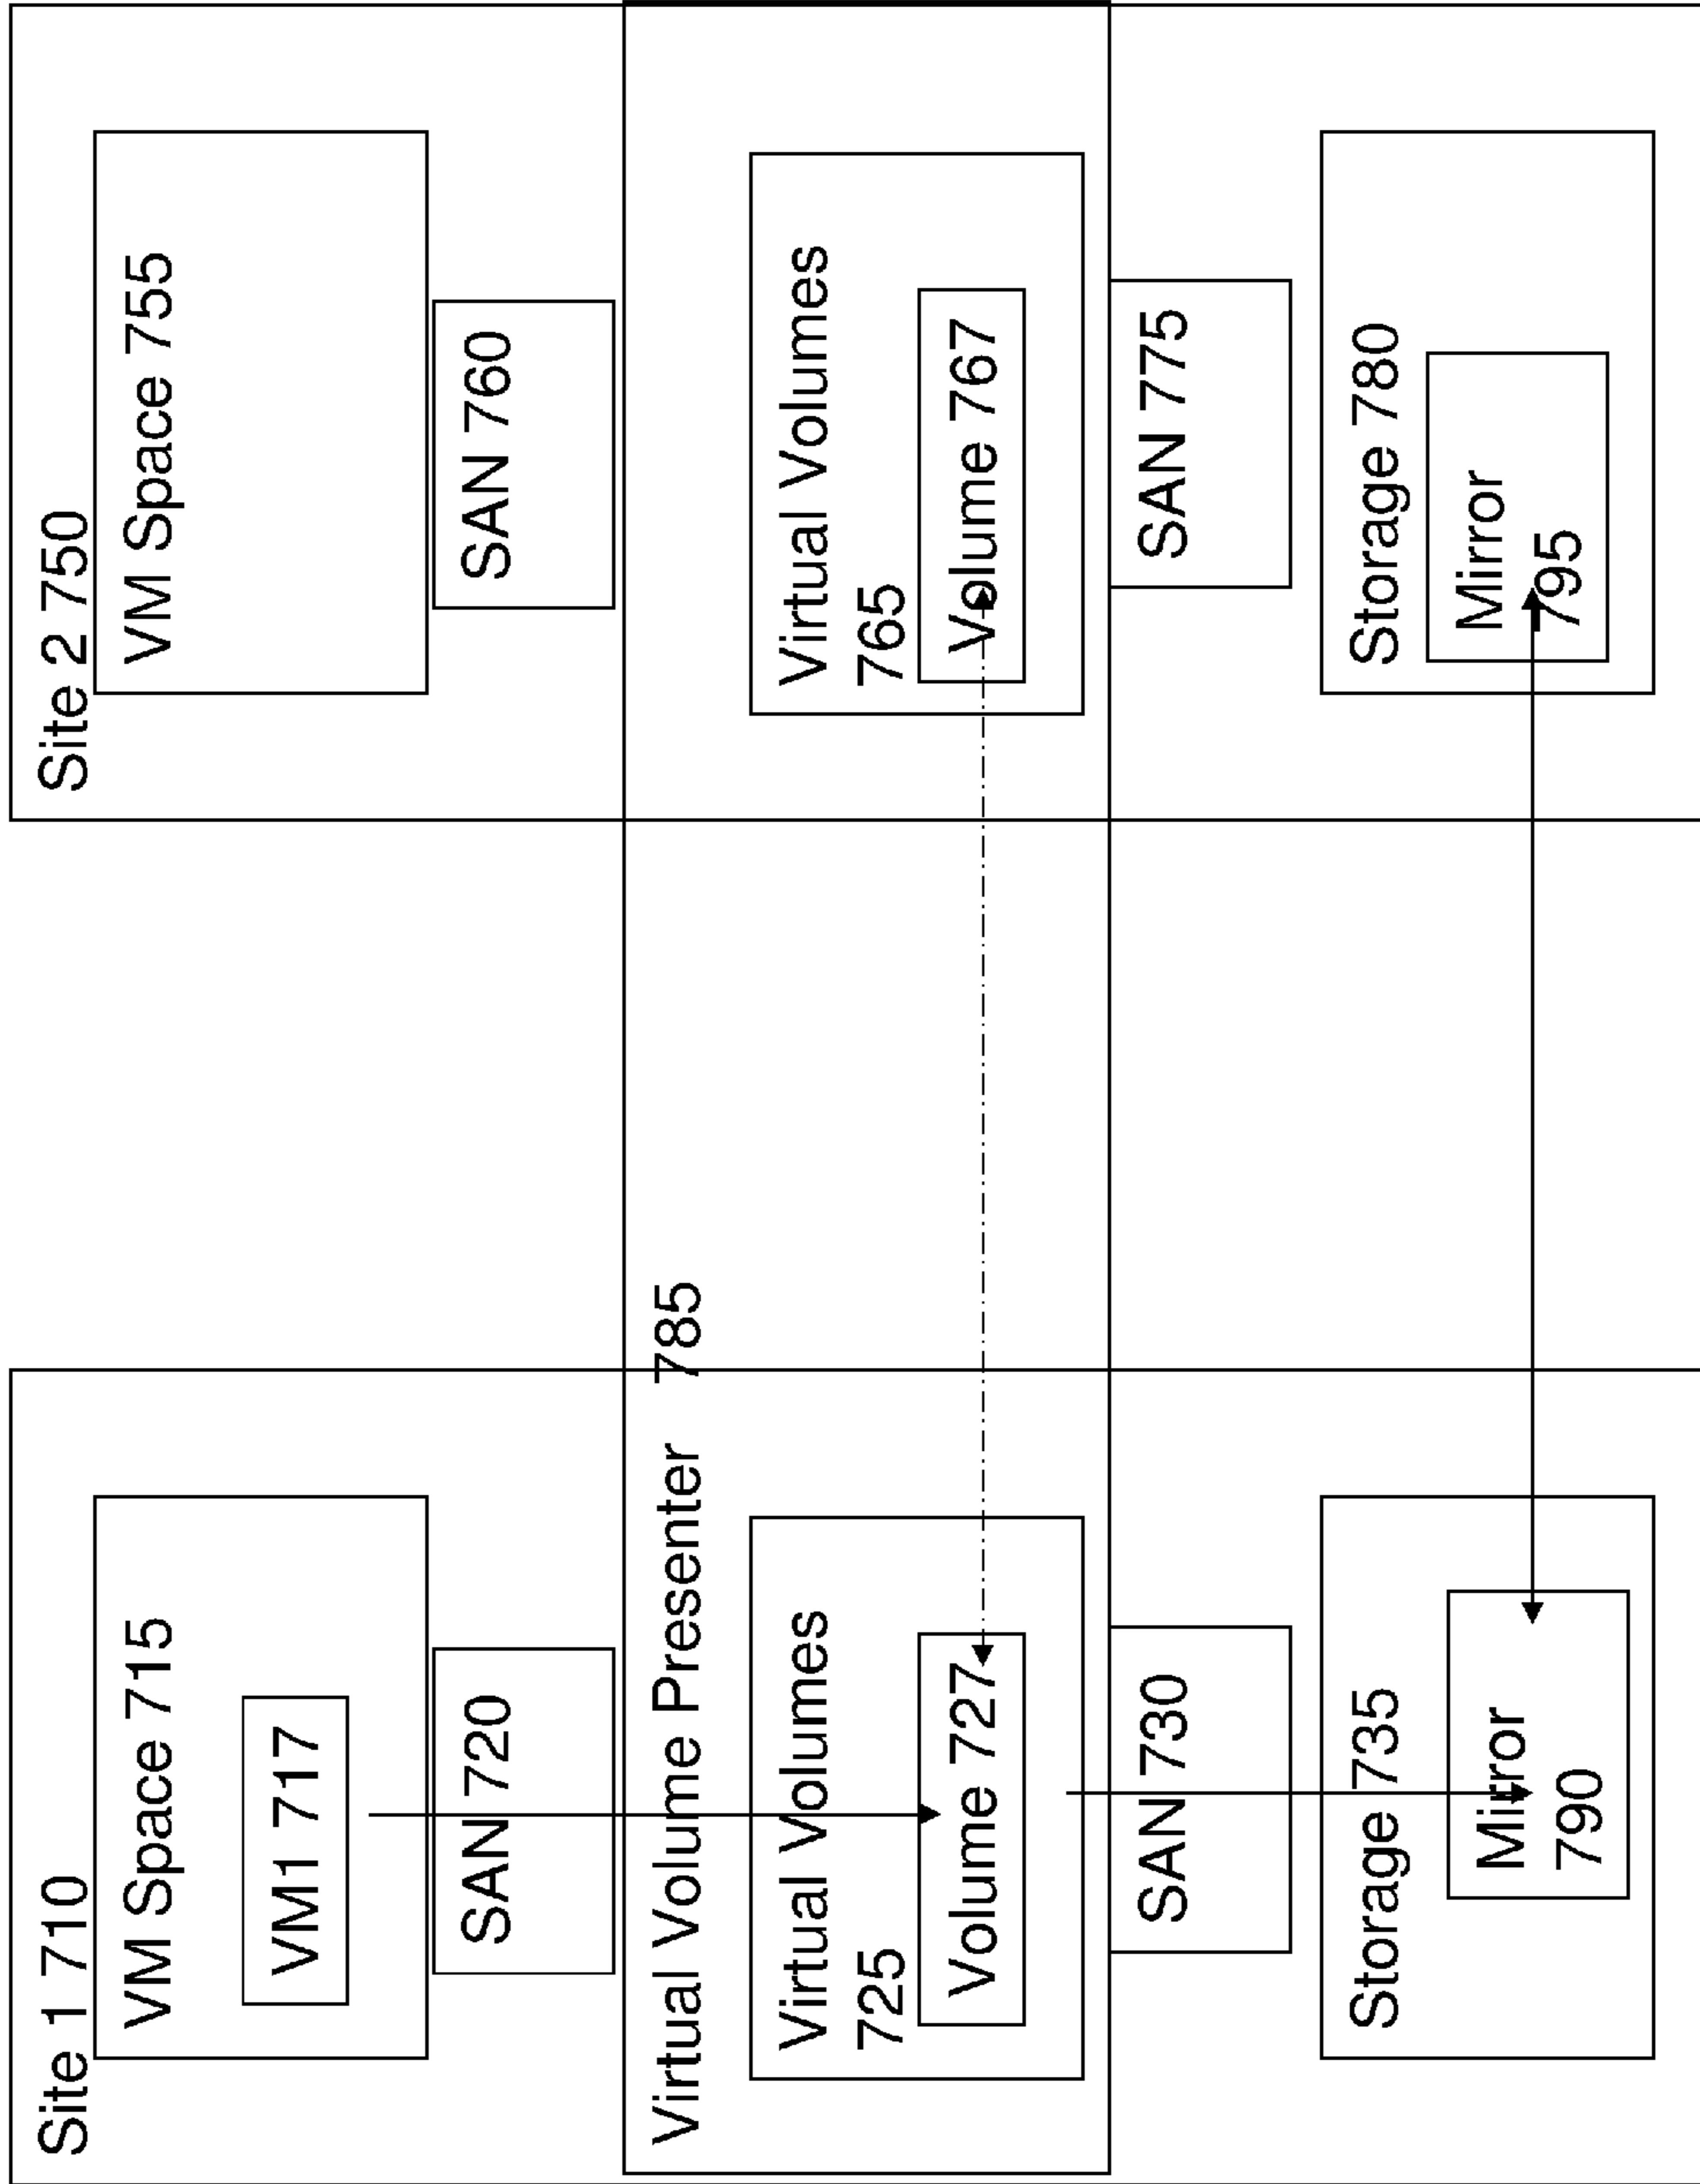 Site 1 710
VM Space 715
VM1 717
SAN 720
Virtual Volume Presenter 785
Virtual Volumes
725
Volume 727
SAN 730
Storage 735
Mirror
790
Site 2 750
VM Space 755
SAN 760
Virtual Volumes
765
Volume 767
SAN 775
Storage 780
Mirror
795